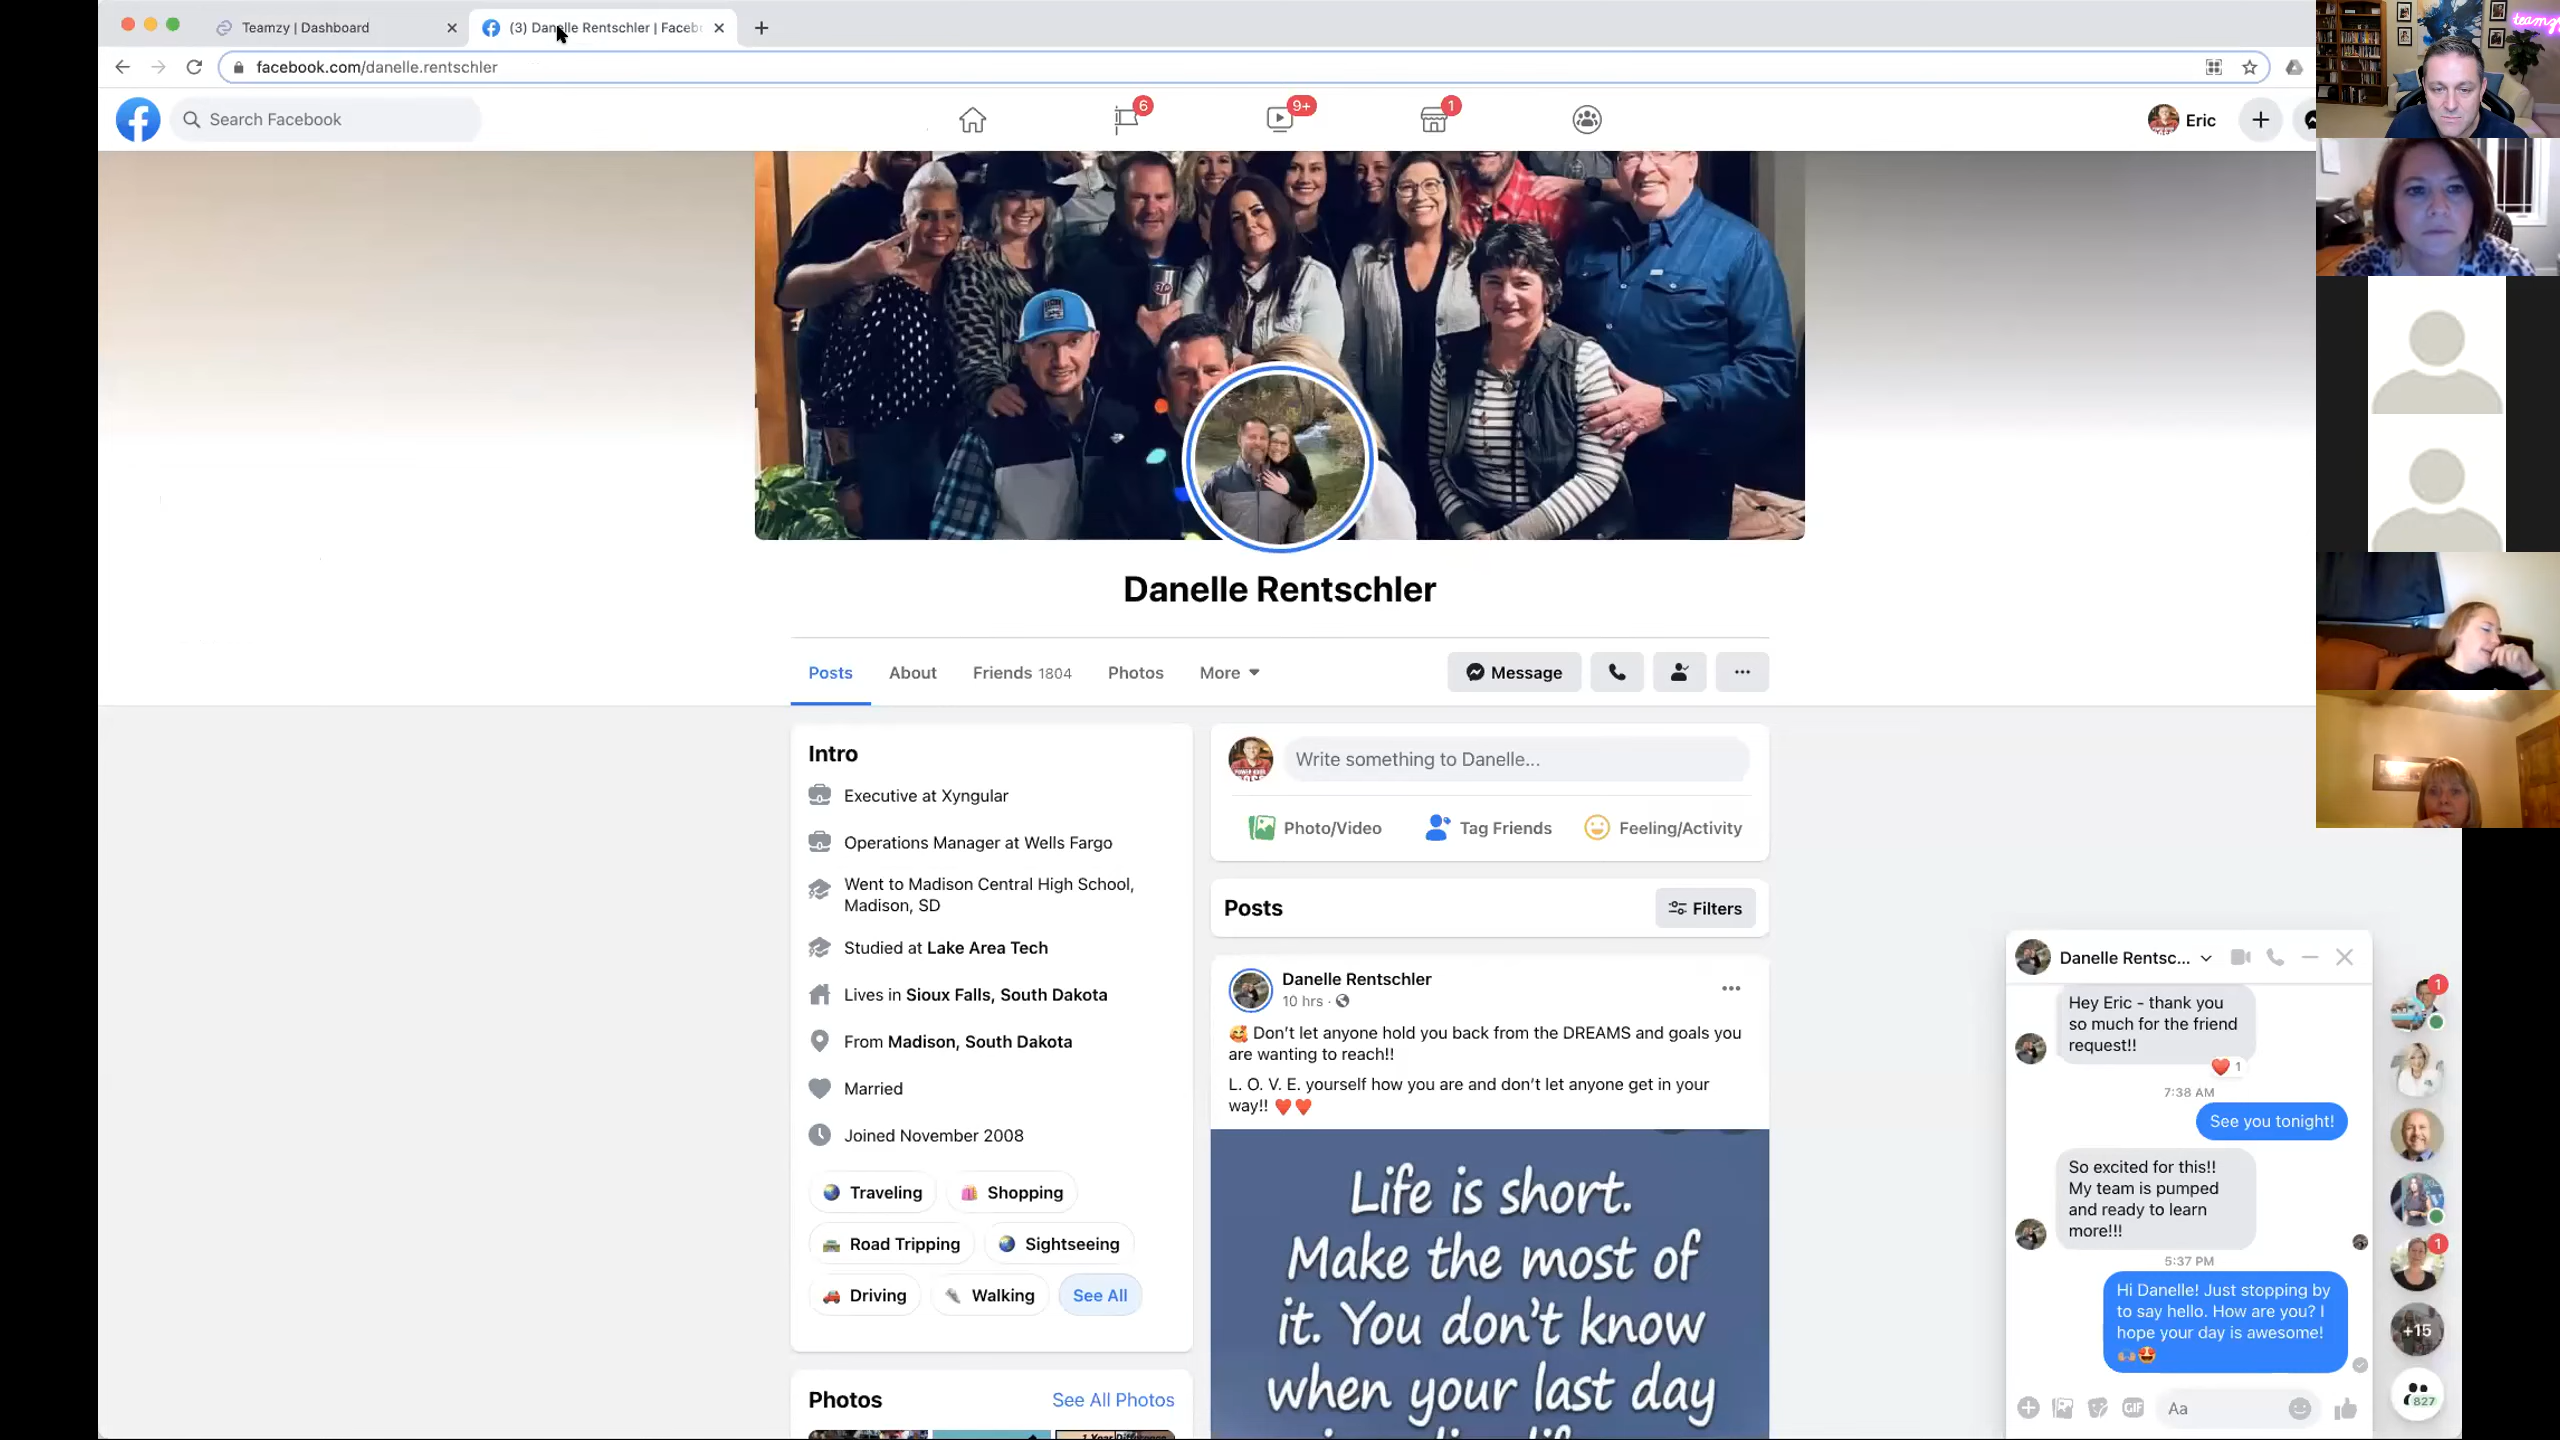 Teamzy | Dashboard
(3) Danelle Rentschler | Faceb
facebook.com/danelle.rentschler
Search Facebook
6
9+
1
Eric
Danelle Rentschler
Posts
About
Friends 1804
Photos
More
Message
Intro
Executive at Xyngular
Operations Manager at Wells Fargo
Went to Madison Central High School,
Madison, SD
Studied at Lake Area Tech
Lives in Sioux Falls, South Dakota
From Madison, South Dakota
Married
Joined November 2008
Traveling
Shopping
Road Tripping
Sightseeing
Driving
Walking
See All
Photos
See All Photos
1 Year Difference
Write something to Danelle...
Photo/Video
Tag Friends
Feeling/Activity
Posts
Filters
Danelle Rentschler
10 hrs ·
🥰 Don't let anyone hold you back from the DREAMS and goals you
are wanting to reach!!
L. O. V. E. yourself how you are and don't let anyone get in your
way!! ❤️❤️
Life is short.
Make the most of
it. You don't know
when your last day
Danelle Rentsc...
Hey Eric - thank you
so much for the friend
request!!
❤️ 1
7:38 AM
See you tonight!
So excited for this!!
My team is pumped
and ready to learn
more!!!
5:37 PM
Hi Danelle! Just stopping by
to say hello. How are you? I
hope your day is awesome!
🙌🏼😍
GIF
Aa
1
1
+15
827
teamzy